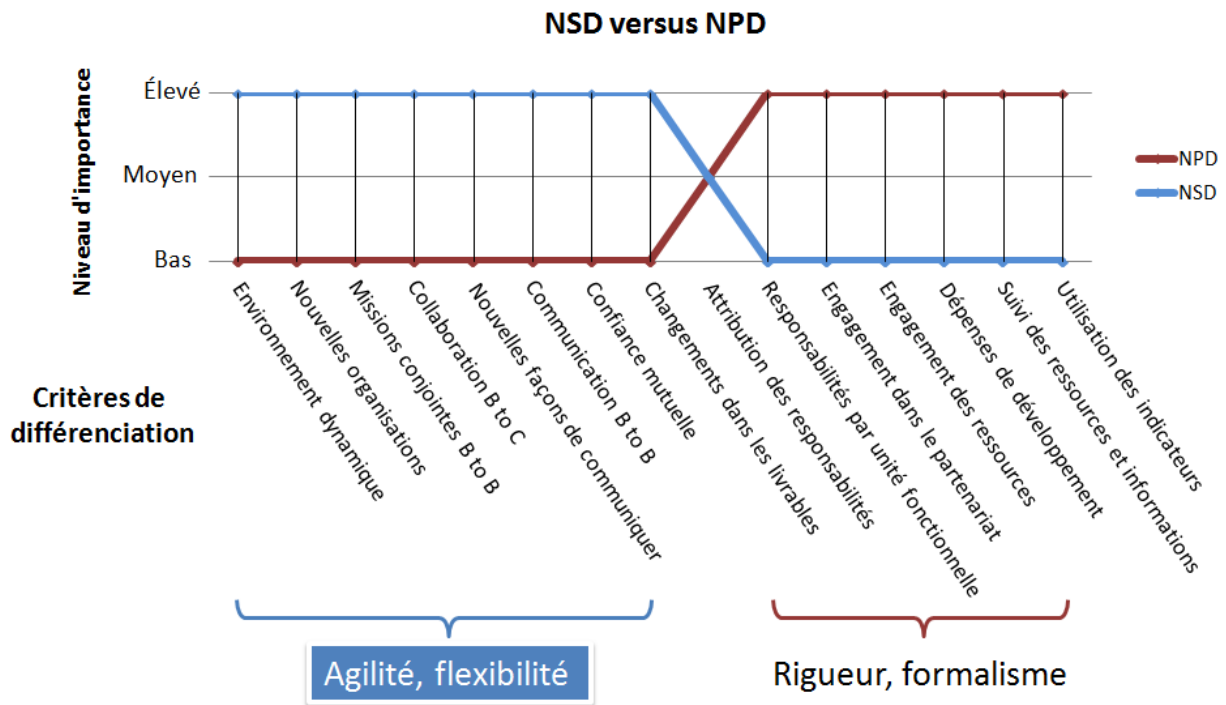 NSD versus NPD
Niveau d'importance
Élevé
Moyen
Bas
NPD
NSD
Critères de
différenciation
Environnement dynamique
Nouvelles organisations
Missions conjointes B to B
Collaboration B to C
Nouvelles façons de communiquer
Communication B to B
Confiance mutuelle
Changements dans les livrables
Attribution des responsabilités
Responsabilités par unité fonctionnelle
Engagement dans le partenariat
Engagement des ressources
Dépenses de développement
Suivi des ressources et informations
Utilisation des indicateurs
Agilité, flexibilité
Rigueur, formalisme